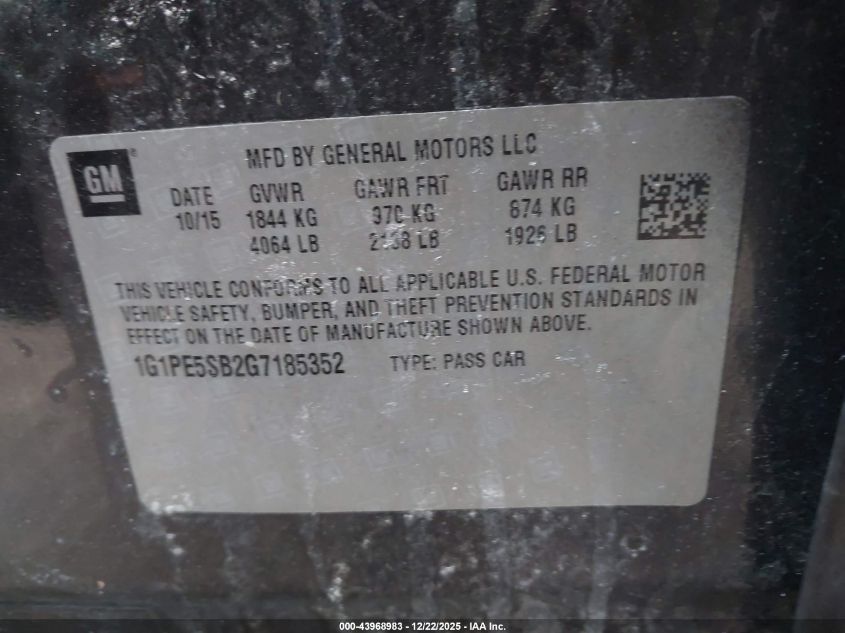 MFD BY GENERAL MOTORS LLC
GM®
DATE GVWR GAWR FRT GAWR RR
10/15 1844 KG 970 KG 874 KG
4064 LB 2138 LB 1926 LB
THIS VEHICLE CONFORMS TO ALL APPLICABLE U.S. FEDERAL MOTOR
VEHICLE SAFETY, BUMPER, AND THEFT PREVENTION STANDARDS IN
EFFECT ON THE DATE OF MANUFACTURE SHOWN ABOVE.
1G1PE5SB2G7185352 TYPE: PASS CAR
000-43968983 - 12/22/2025 - IAA Inc.